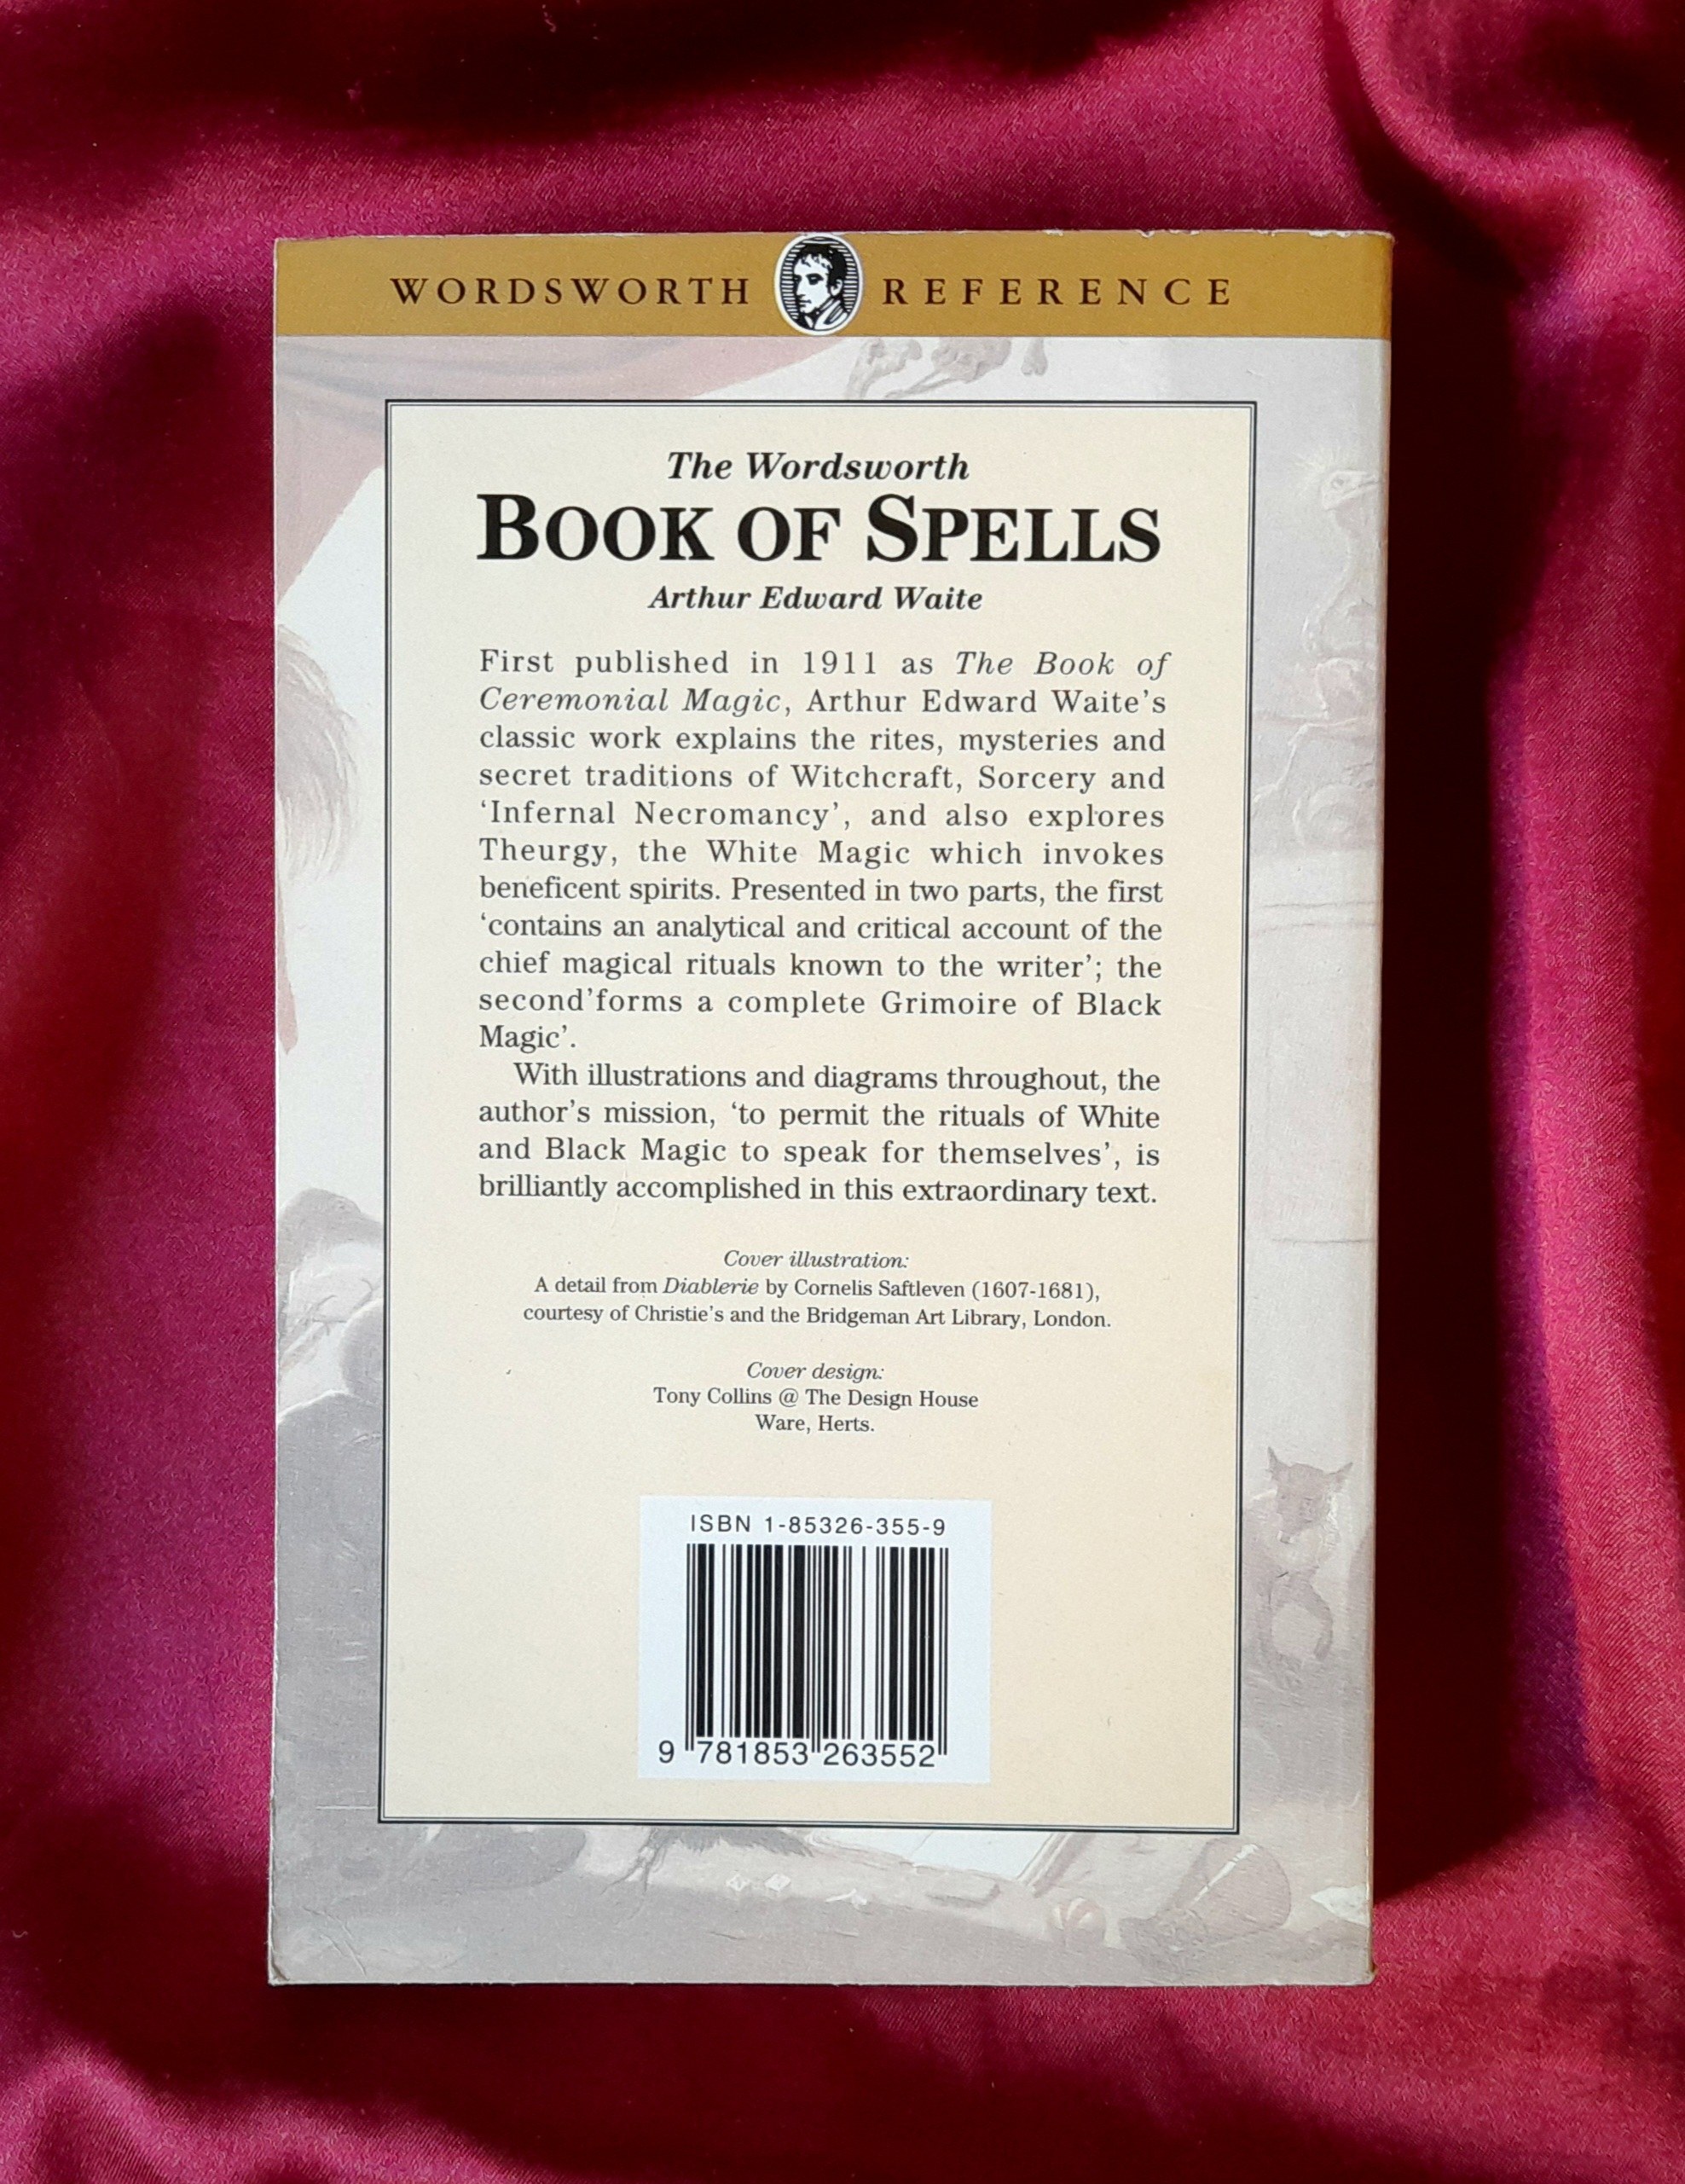 WORDSWORTH REFERENCE
The Wordsworth
BOOK OF SPELLS
Arthur Edward Waite
First published in 1911 as The Book of
Ceremonial Magic, Arthur Edward Waite’s
classic work explains the rites, mysteries and
secret traditions of Witchcraft, Sorcery and
‘Infernal Necromancy’, and also explores
Theurgy, the White Magic which invokes
beneficent spirits. Presented in two parts, the first
‘contains an analytical and critical account of the
chief magical rituals known to the writer’; the
second’forms a complete Grimoire of Black
Magic’.
With illustrations and diagrams throughout, the
author’s mission, ‘to permit the rituals of White
and Black Magic to speak for themselves’, is
brilliantly accomplished in this extraordinary text.
Cover illustration:
A detail from Diablerie by Cornelis Saftleven (1607-1681),
courtesy of Christie’s and the Bridgeman Art Library, London.
Cover design:
Tony Collins @ The Design House
Ware, Herts.
ISBN 1-85326-355-9
9 781853 263552